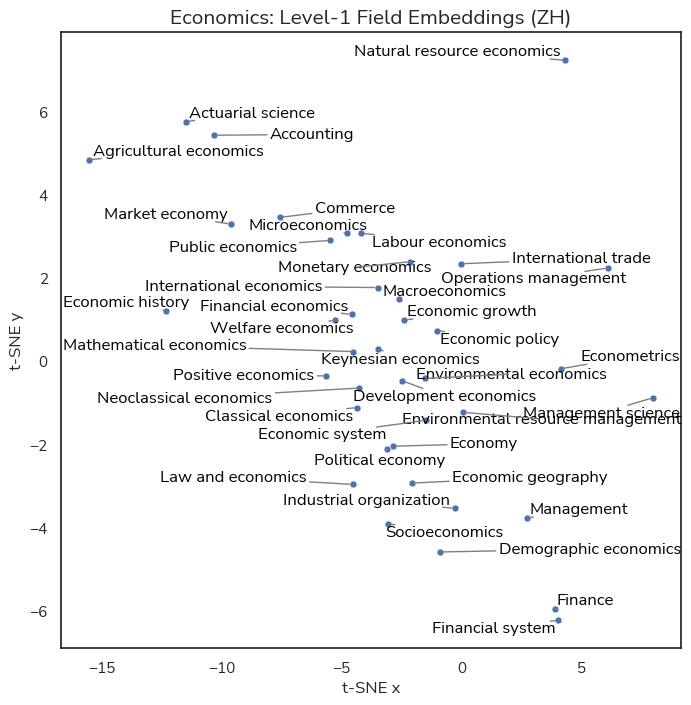 Economics: Level-1 Field Embeddings (ZH)
Natural resource economics
Actuarial science
Accounting
Agricultural economics
Commerce
Market economy
Microeconomics
Labour economics
Public economics
International trade
Monetary economics
Operations management
International economics
Macroeconomics
Economic history
Financial economics
Economic growth
Welfare economics
Economic policy
Mathematical economics
Keynesian economics
Econometrics
Positive economics
Environmental economics
Neoclassical economics
Development economics
Classical economics
Management science
Environmental resource management
Economic system
Economy
Political economy
Law and economics
Economic geography
Industrial organization
Management
Socioeconomics
Demographic economics
Finance
Financial system
6
4
2
0
−2
−4
−6
t-SNE y
−15
−10
−5
0
5
t-SNE x